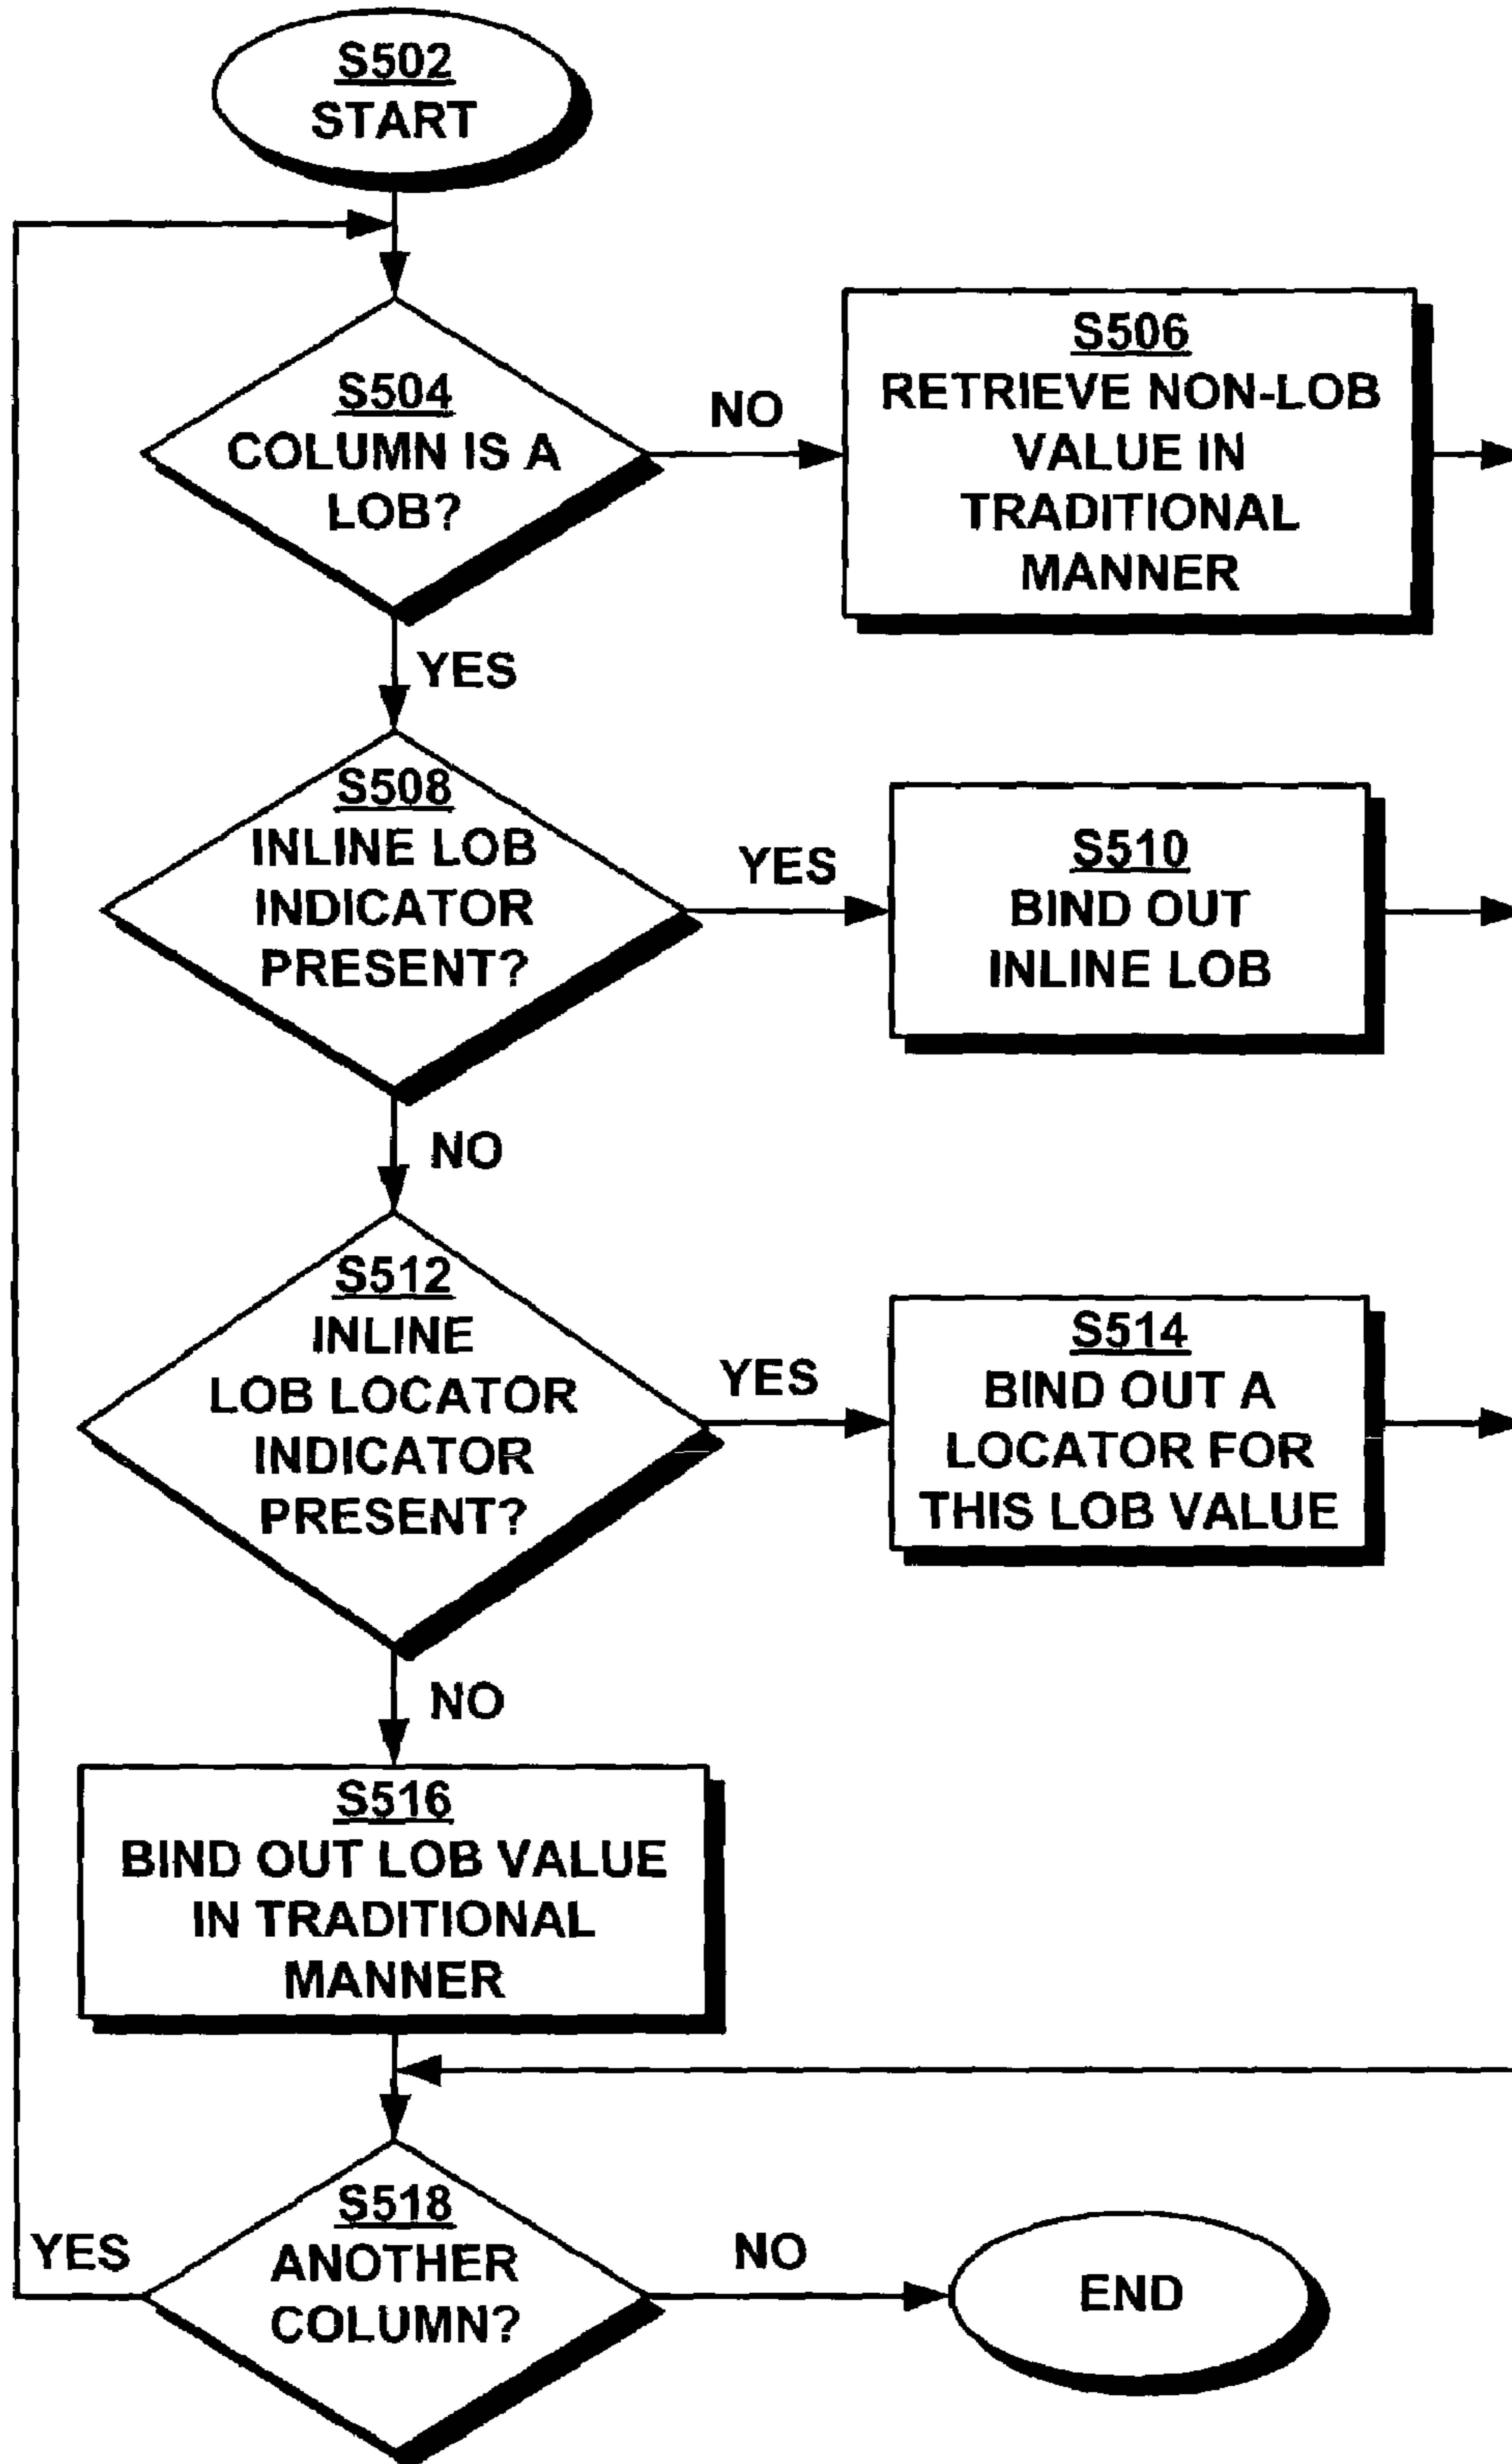 S502
START
S504
COLUMN IS A
LOB?
NO
S506
RETRIEVE NON-LOB
VALUE IN
TRADITIONAL
MANNER
YES
S508
INLINE LOB
INDICATOR
PRESENT?
YES
S510
BIND OUT
INLINE LOB
NO
S512
INLINE
LOB LOCATOR
INDICATOR
PRESENT?
YES
S514
BIND OUT A
LOCATOR FOR
THIS LOB VALUE
NO
S516
BIND OUT LOB VALUE
IN TRADITIONAL
MANNER
S518
ANOTHER
COLUMN?
YES
NO
END